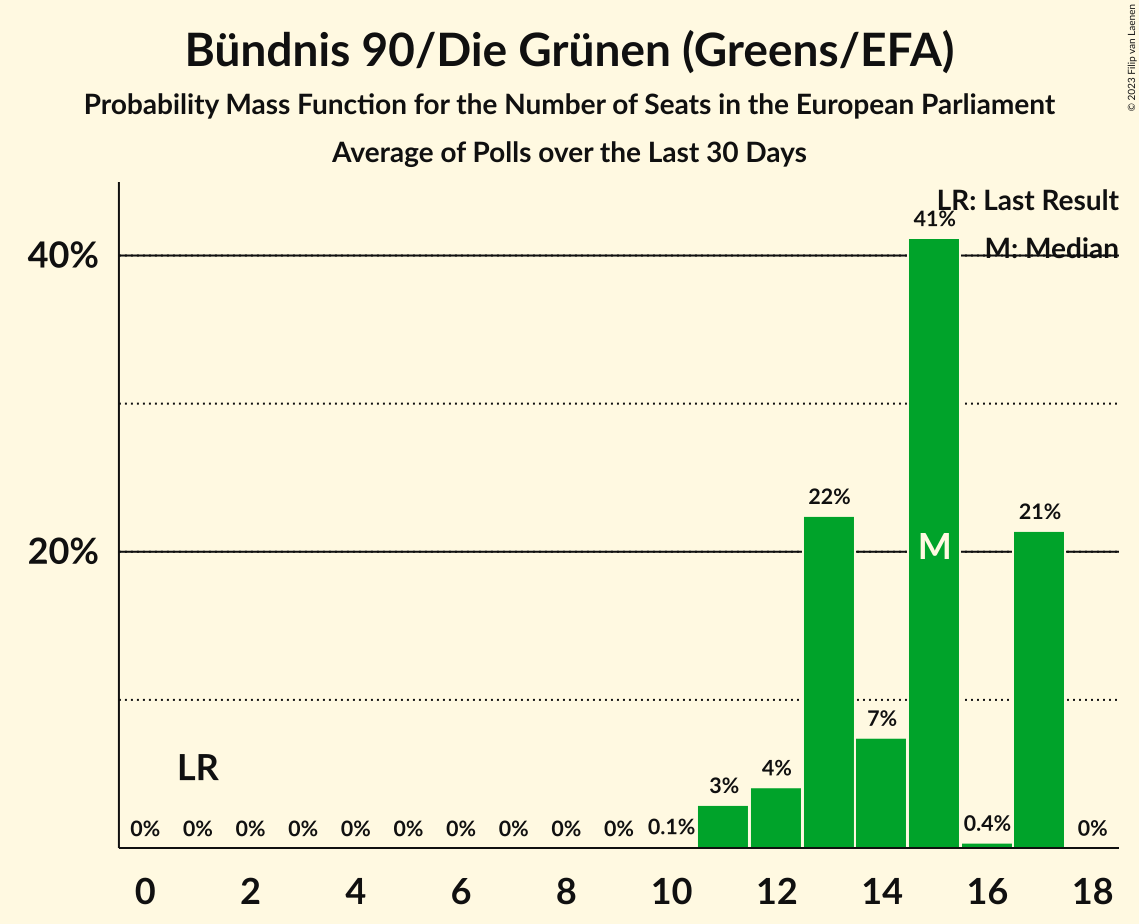 Bündnis 90/Die Grünen (Greens/EFA)
Probability Mass Function for the Number of Seats in the European Parliament
Average of Polls over the Last 30 Days
© 2023 Filip van Laenen
LR: Last Result
M: Median
40%
20%
41%
22%
21%
M
7%
4%
3%
LR
0% 0% 0% 0% 0% 0% 0% 0% 0% 0% 0.1% 0.4% 0%
0 2 4 6 8 10 12 14 16 18